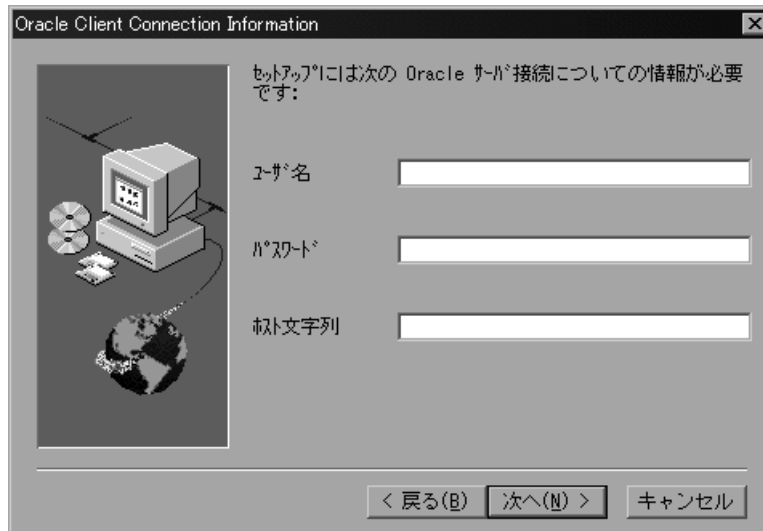 Oracle Client Connection Information
ｾｯﾄｱｯﾌﾟには次の Oracle ｻｰﾊﾞ接続についての情報が必要
です:
ﾕｰｻﾞ名
ﾊﾟｽﾜｰﾄﾞ
ﾎｽﾄ文字列
< 戻る(B)
次へ(N) >
キャンセル